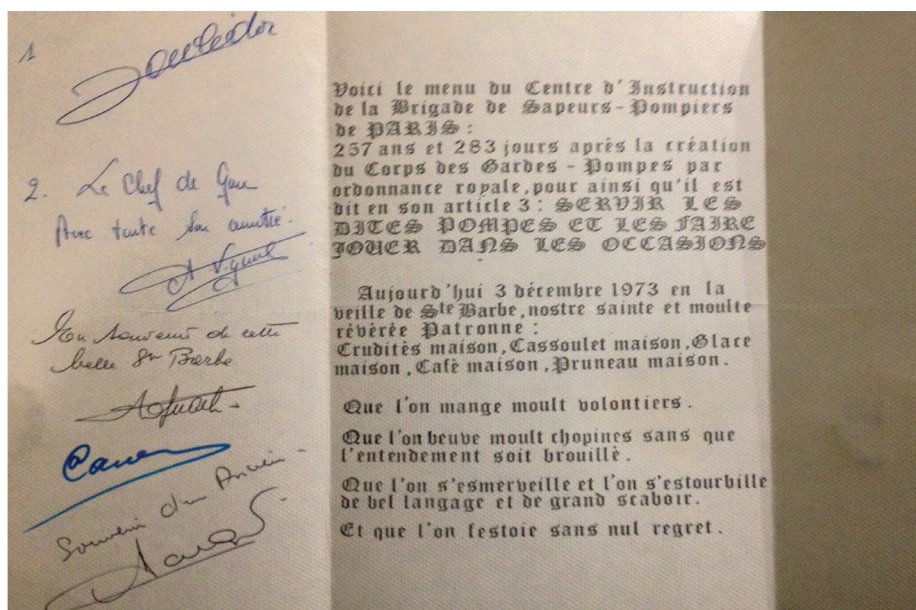 1
2. Le Chef de Gare
Avec toute son amitié.
En souvenir de cette
belle Ste Barbe
Souvenir d'un Ancien
Voici le menu du Centre d'Instruction
de la Brigade de Sapeurs-Pompiers
de PARIS :
257 ans et 283 jours après la création
du Corps des Gardes - Pompes par
ordonnance royale, pour ainsi qu'il est
dit en son article 3 : SERVIR LES
DITES POMPES ET LES FAIRE
JOUER DANS LES OCCASIONS
Aujourd'hui 3 décembre 1973 en la
veille de Ste Barbe, nostre sainte et moulte
révérée Patronne :
Crudités maison, Cassoulet maison, Glace
maison, Café maison, Pruneau maison.
Que l'on mange moult volontiers.
Que l'on beuve moult chopines sans que
l'entendement soit brouillé.
Que l'on s'esmerveille et l'on s'estourbille
de bel langage et de grand scavoir.
Et que l'on festoie sans nul regret.